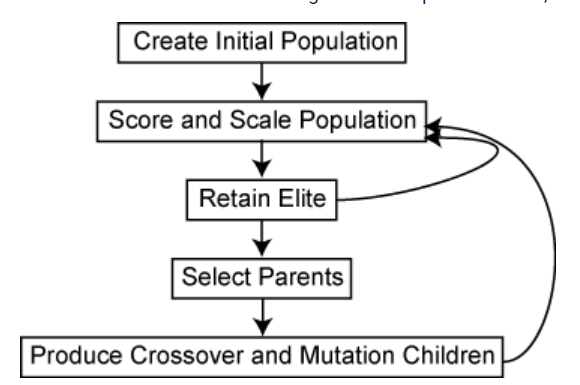 Create Initial Population
Score and Scale Population
Retain Elite
Select Parents
Produce Crossover and Mutation Children